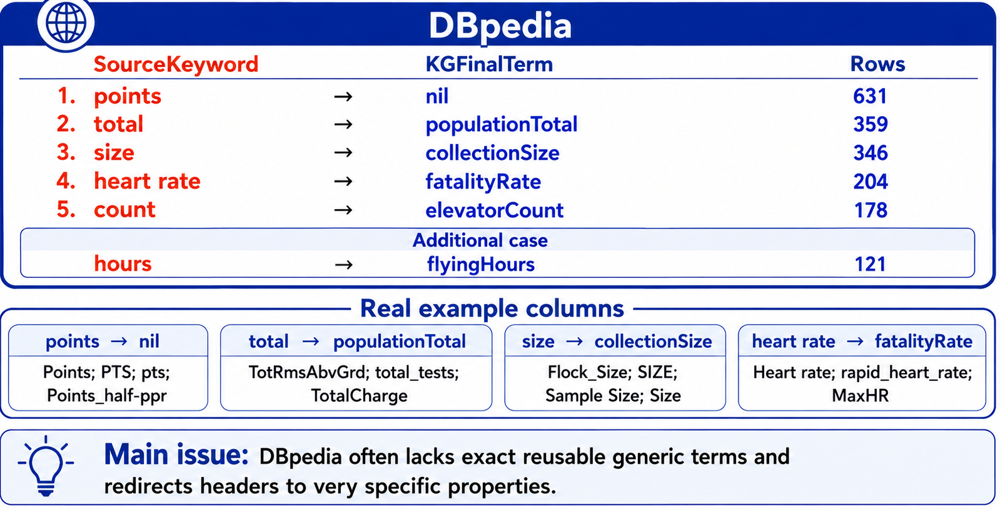 DBpedia
SourceKeyword KGFinalTerm Rows
1. points → nil 631
2. total → populationTotal 359
3. size → collectionSize 346
4. heart rate → fatalityRate 204
5. count → elevatorCount 178
Additional case
hours → flyingHours 121
Real example columns
points → nil
Points; PTS; pts;
Points_half-ppr
total → populationTotal
TotRmsAbvGrd; total_tests;
TotalCharge
size → collectionSize
Flock_Size; SIZE;
Sample Size; Size
heart rate → fatalityRate
Heart rate; rapid_heart_rate;
MaxHR
Main issue: DBpedia often lacks exact reusable generic terms and
redirects headers to very specific properties.